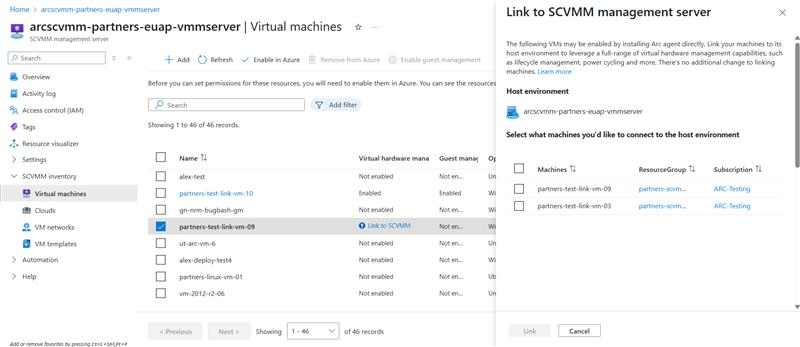 Home > arcscvmm-partners-euap-vmmserver
arcscvmm-partners-euap-vmmserver | Virtual machines
SCVMM management server
Search
Overview
Activity log
Access control (IAM)
Tags
Resource visualizer
Settings
SCVMM inventory
Virtual machines
Clouds
VM networks
VM templates
Automation
Help
Add or remove favorites by pressing Ctrl+Shift+F
Add Refresh Enable in Azure Remove from Azure Enable guest management
Before you can set permissions for these resources, you will need to enable them in Azure. You can see the resources
Search Add filter
Showing 1 to 46 of 46 records.
Name Virtual hardware mana Guest manag Op
alex-test Not enabled Not en...
partners-test-link-vm-10 Enabled Enabled
gn-nrm-bugbash-gm Not enabled Not en...
partners-test-link-vm-09 Link to SCVMM Not en...
ut-arc-vm-6 Not enabled Not en...
alex-deploy-test4 Not enabled Not en...
partners-linux-vm-01 Not enabled Not en...
vm-2012-r2-06 Not enabled Not en...
< Previous Next > Showing 1 - 46 of 46 records
Link to SCVMM management server
The following VMs may be enabled by installing Arc agent directly. Link your machines to its
host environment to leverage a full-range of virtual hardware management capabilities, such
as lifecycle management, power cycling and more. There's no additional change to linking
machines. Learn more
Host environment
arcscvmm-partners-euap-vmmserver
Select what machines you'd like to connect to the host environment
Machines ResourceGroup Subscription
partners-test-link-vm-09 partners-scvm... ARC-Testing
partners-test-link-vm-03 partners-scvm... ARC-Testing
Link Cancel